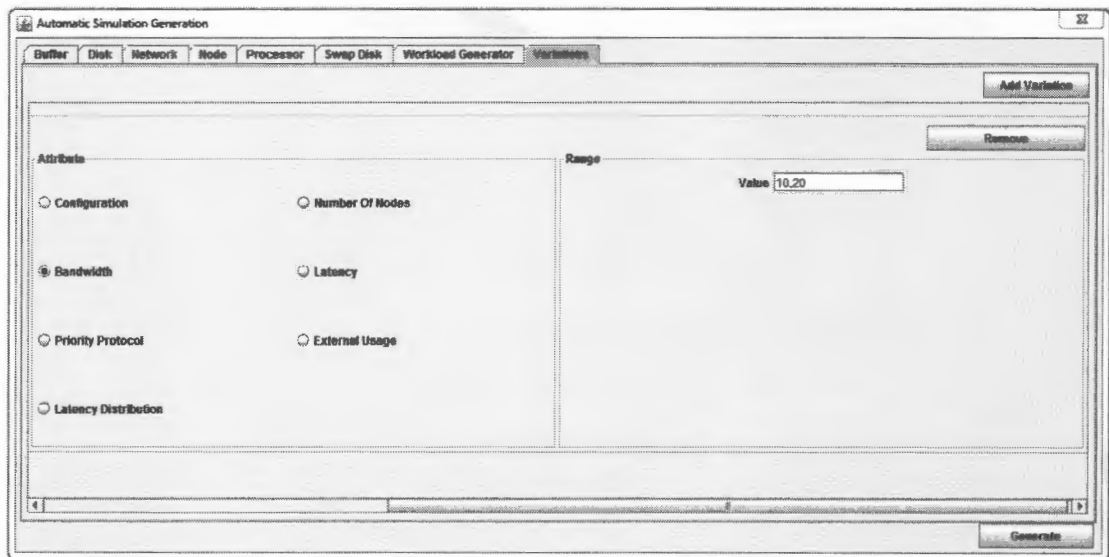 Automatic Simulation Generation
Buffer Disk Network Node Processor Swap Disk Workload Generator Variations
Add Variation
Remove
Attribute Range
Value 10,20
Configuration Number Of Nodes
Bandwidth Latency
Priority Protocol External Usage
Latency Distribution
Generate